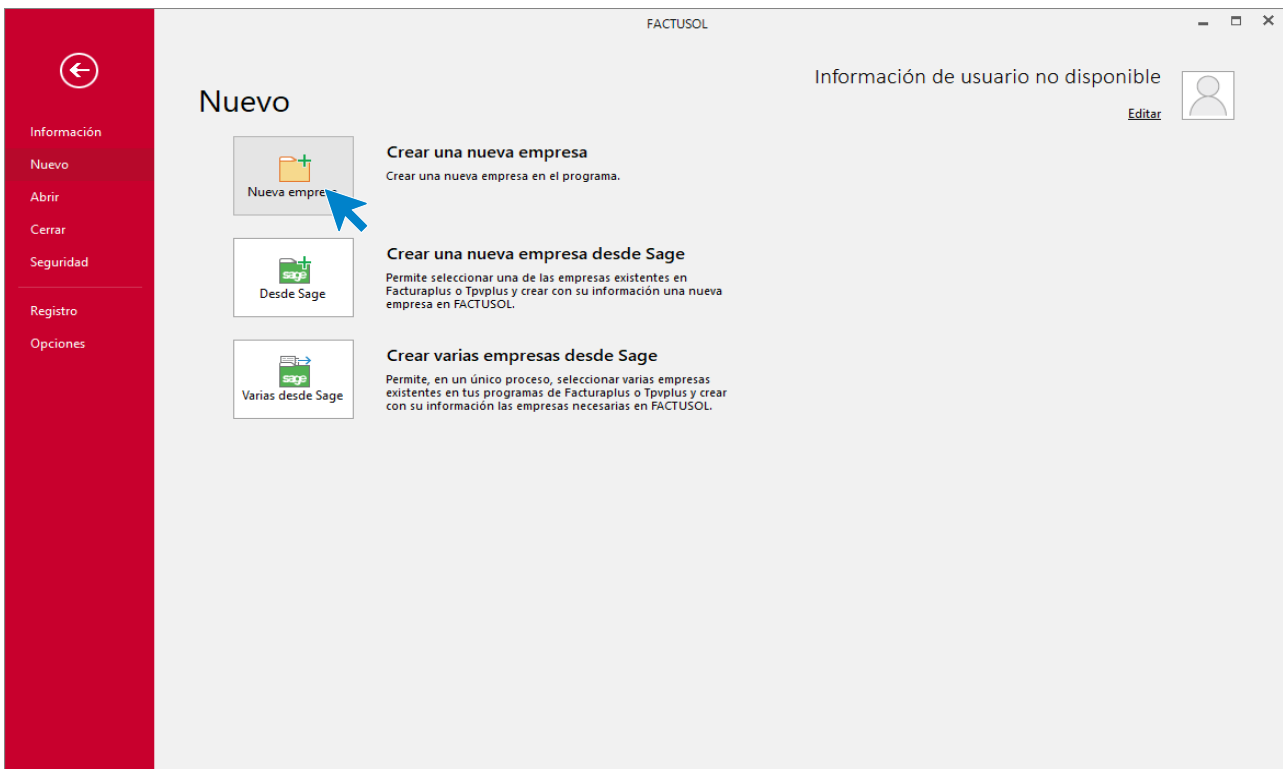 FACTUSOL
Información de usuario no disponible
Editar
Nuevo
Información
Nuevo
Abrir
Cerrar
Seguridad
Registro
Opciones
Nueva
Crear una nueva empresa
Crear una nueva empresa en el programa.
sage
Desde Sage
Crear una nueva empresa desde Sage
Permite seleccionar una de las empresas existentes en
Facturaplus o Tpvplus y crear con su información una nueva
empresa en FACTUSOL.
sage
Varias desde Sage
Crear varias empresas desde Sage
Permite, en un único proceso, seleccionar varias empresas
existentes en tus programas de Facturaplus o Tpvplus y crear
con su información las empresas necesarias en FACTUSOL.